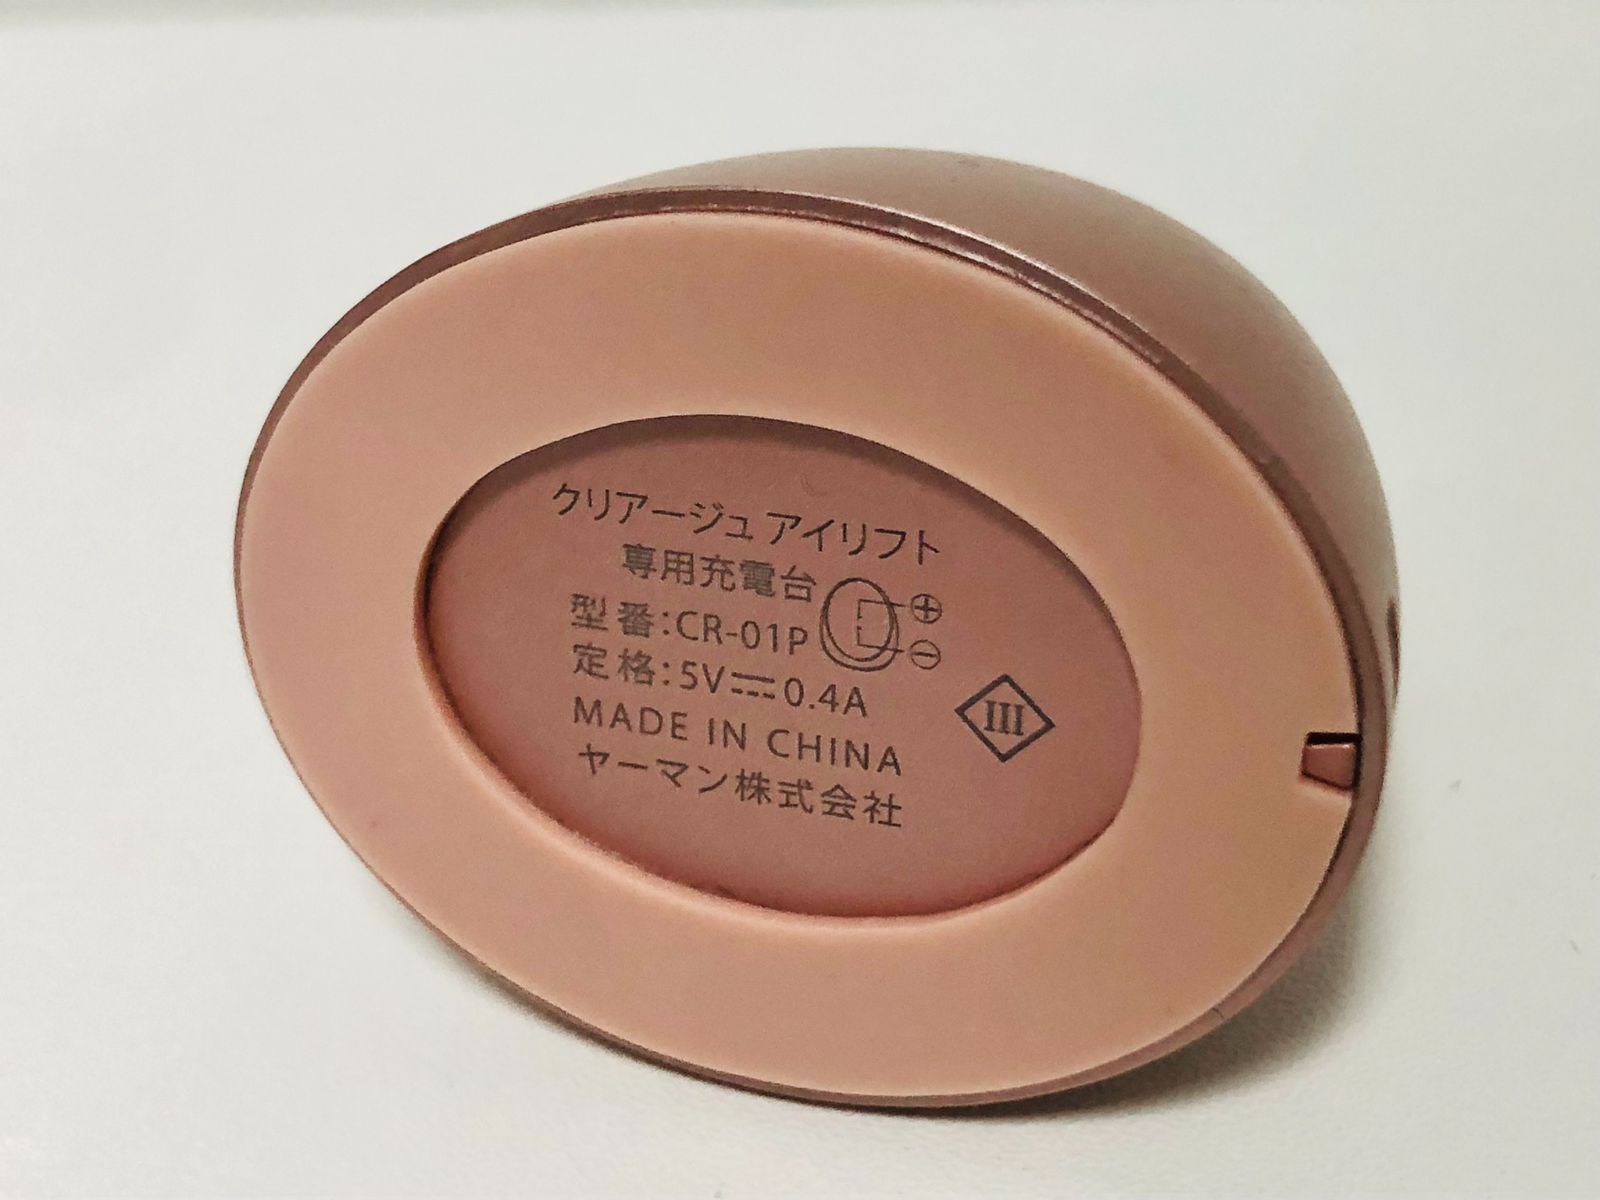 クリアージュ アイリフト
専用充電台
⊕
型番:CR-01P
⊖
定格:5V⎓0.4A
III
MADE IN CHINA
ヤーマン株式会社